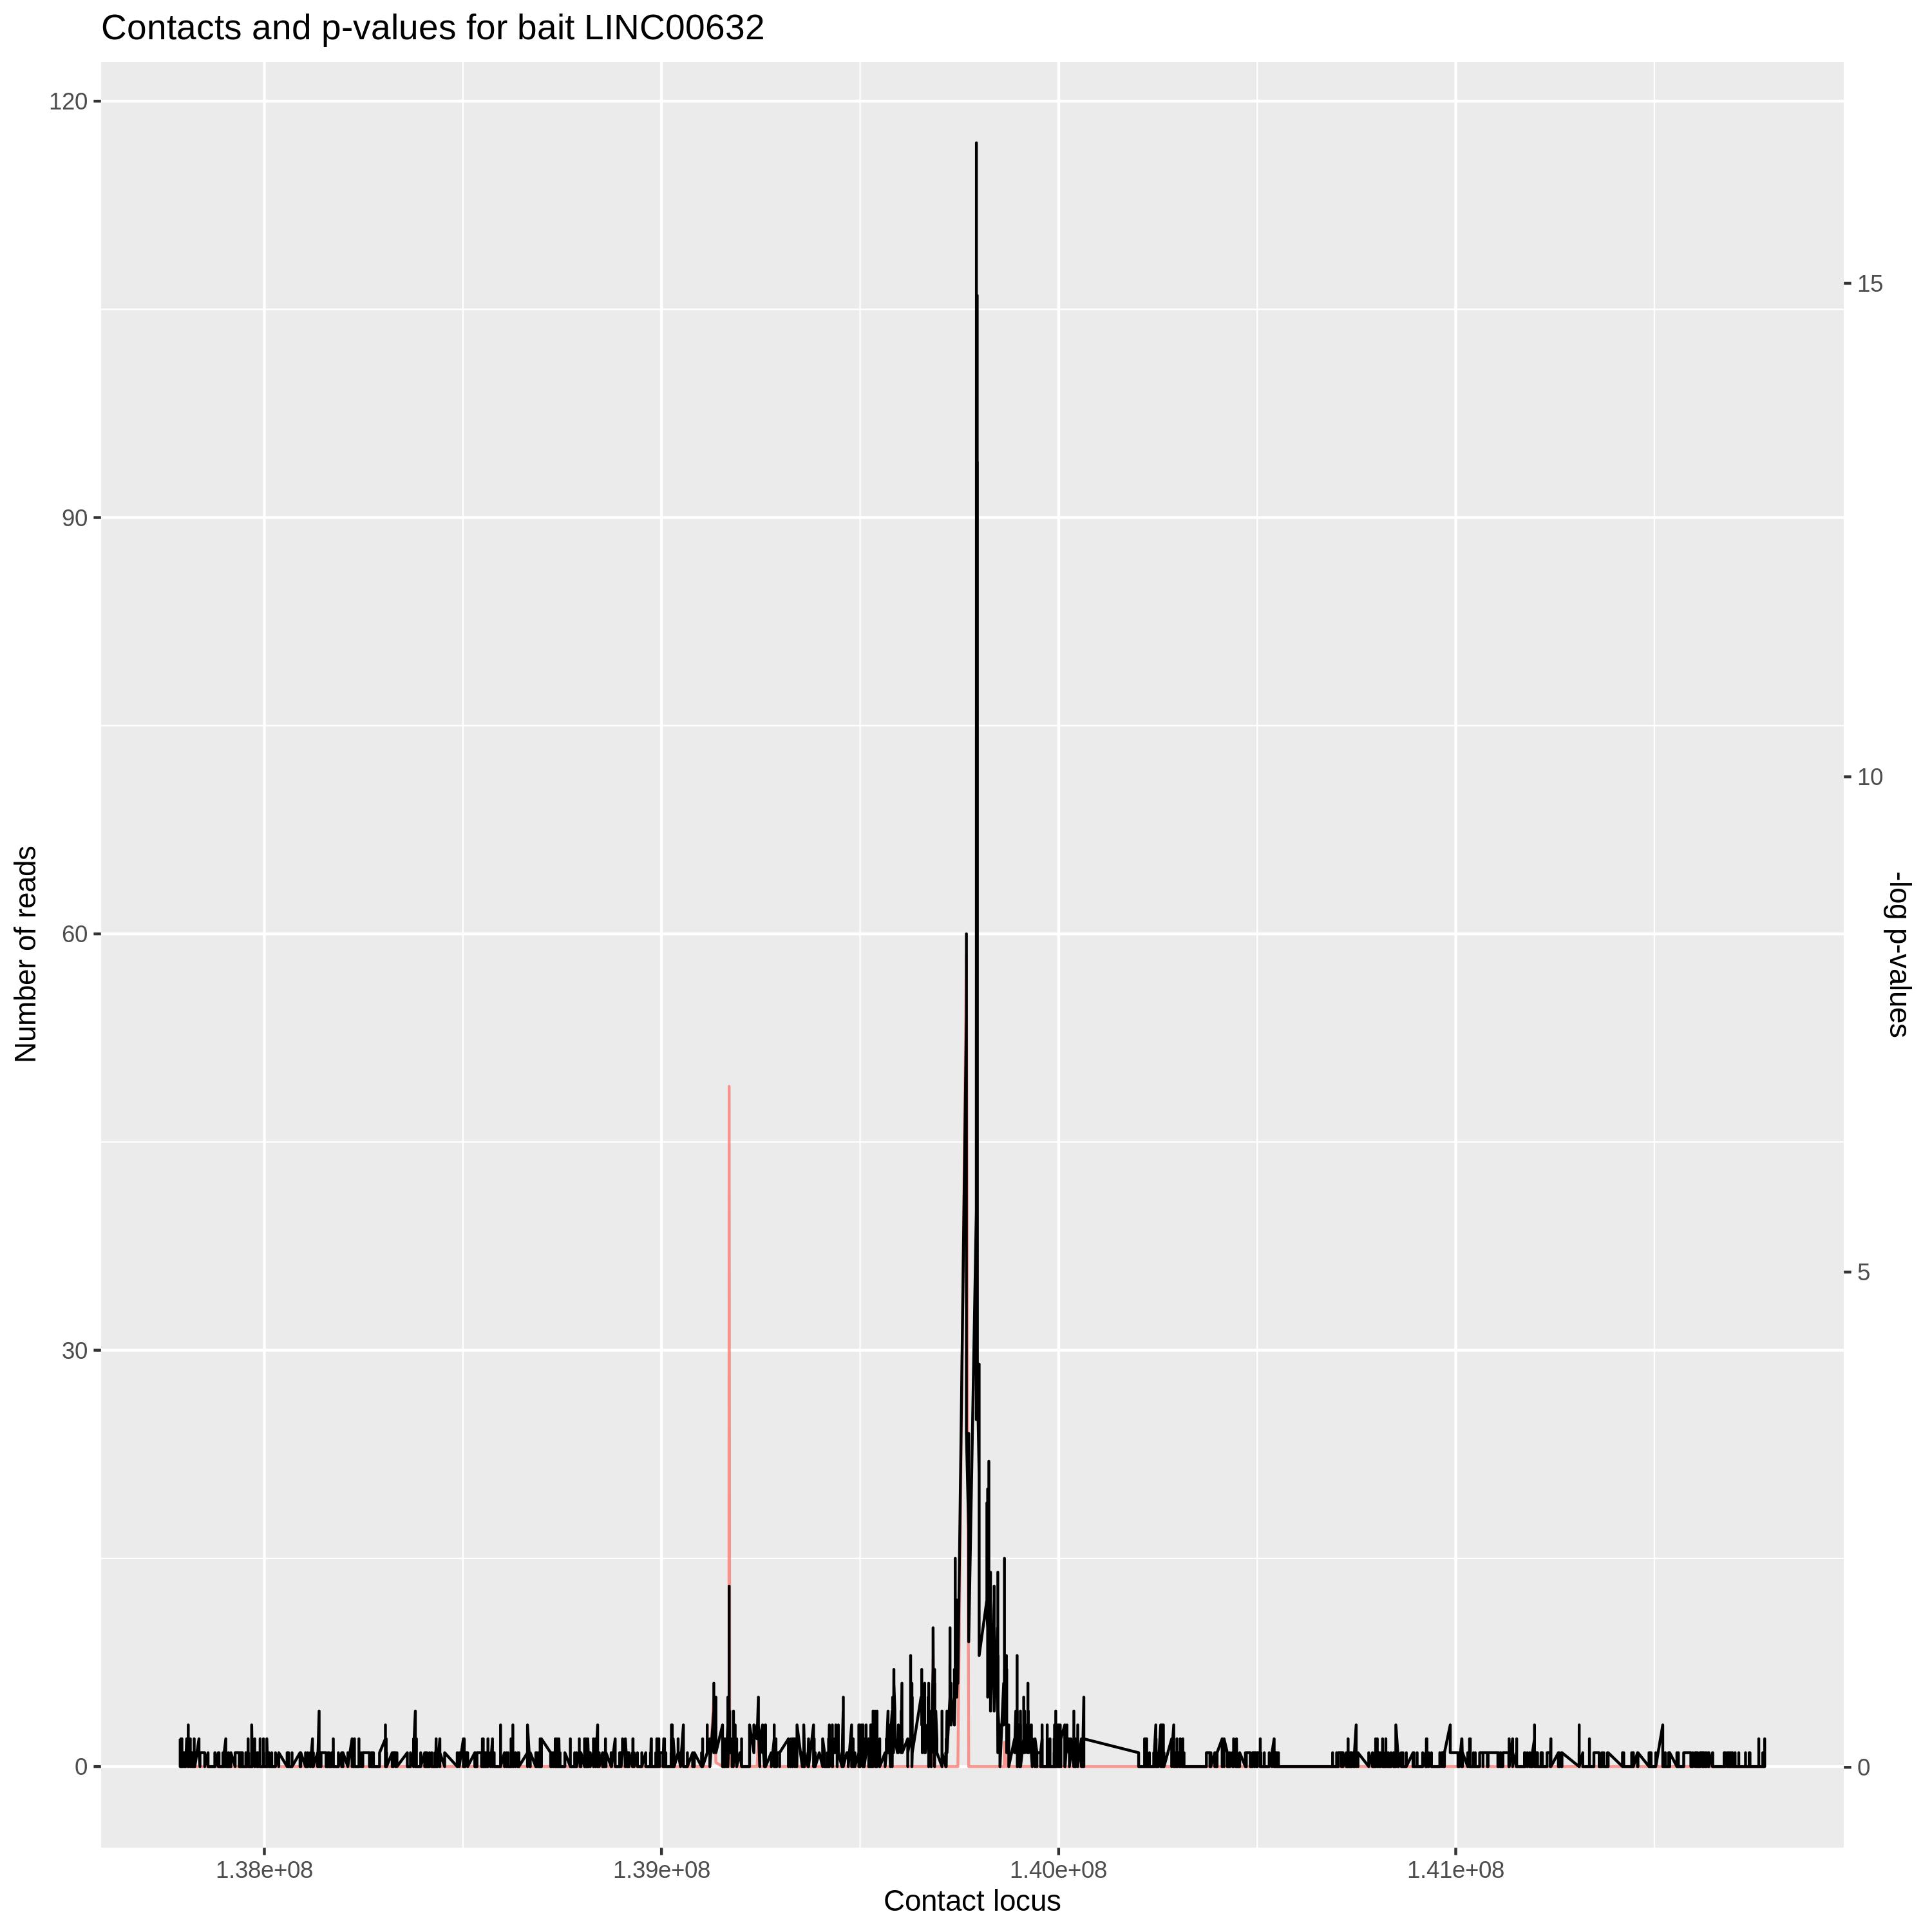 Contacts and p-values for bait LINC00632
120
90
60
30
0
15
10
5
0
Number of reads
-log p-values
1.38e+08 1.39e+08 1.40e+08 1.41e+08
Contact locus